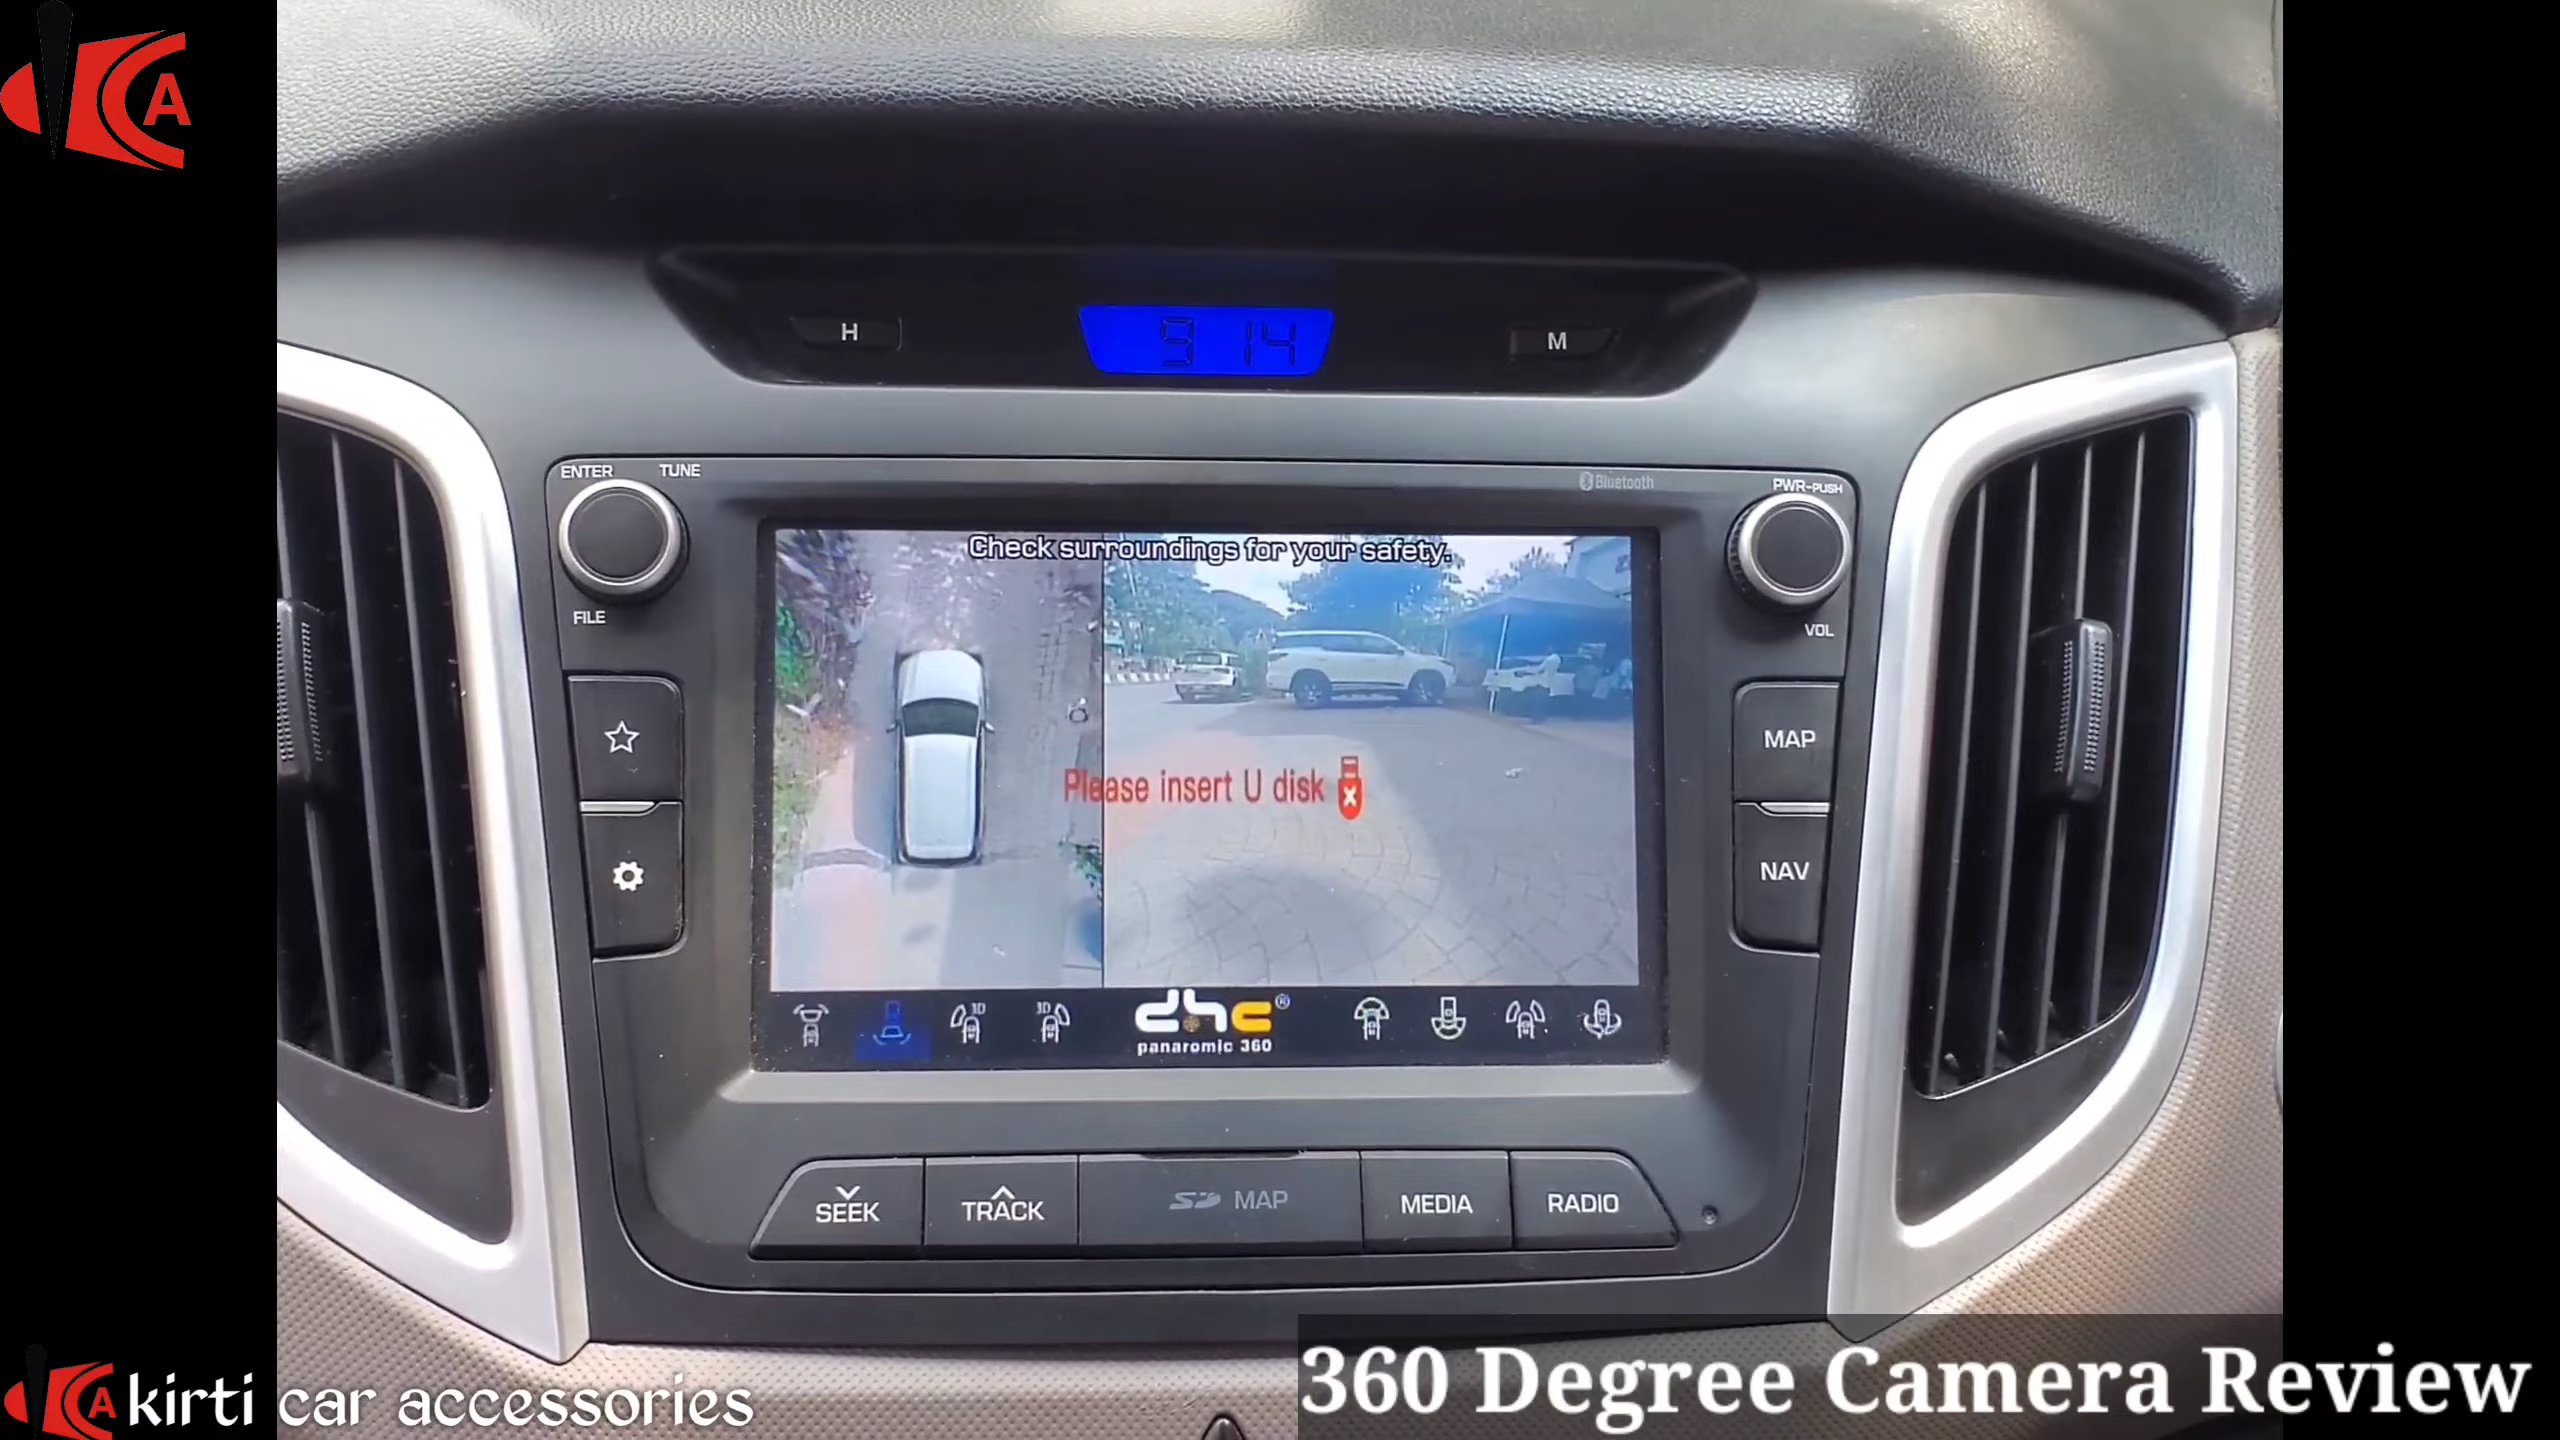 A
H
9 14
M
ENTER
TUNE
Bluetooth
PWR-PUSH
FILE
VOL
Check surroundings for your safety.
MAP
Please insert U disk
NAV
3D
3D
dhc®
panaromic 360
SEEK
TRACK
SD MAP
MEDIA
RADIO
A kirti car accessories
360 Degree Camera Review